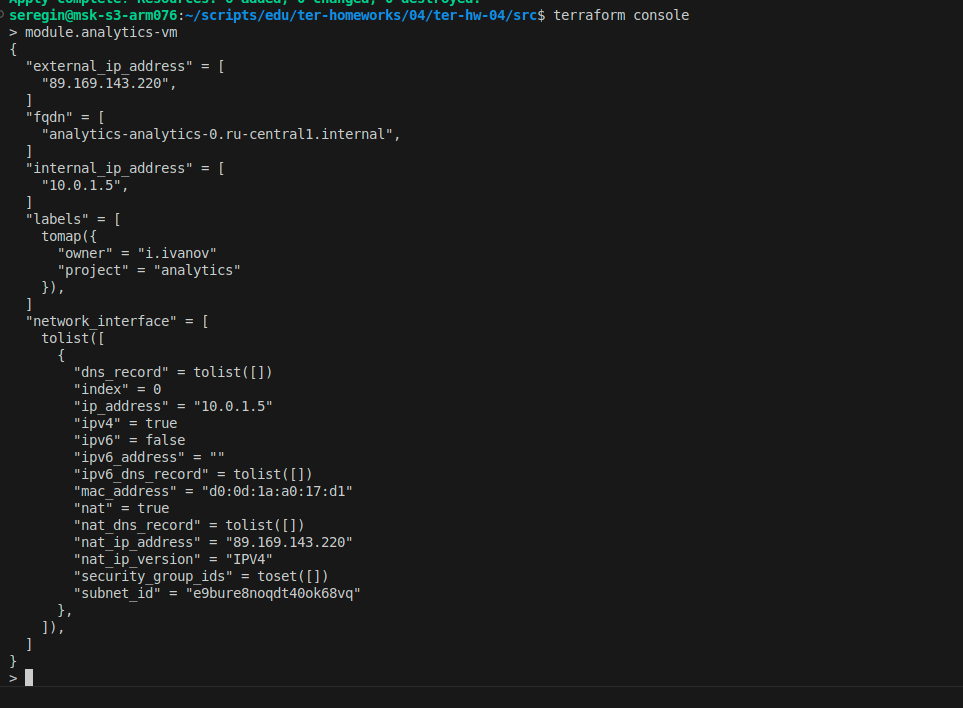 Apply complete! Resources: 0 added, 0 changed, 0 destroyed.
seregin@msk-s3-arm076:~/scripts/edu/ter-homeworks/04/ter-hw-04/src$ terraform console
> module.analytics-vm
{
  "external_ip_address" = [
    "89.169.143.220",
  ]
  "fqdn" = [
    "analytics-analytics-0.ru-central1.internal",
  ]
  "internal_ip_address" = [
    "10.0.1.5",
  ]
  "labels" = [
    tomap({
      "owner" = "i.ivanov"
      "project" = "analytics"
    }),
  ]
  "network_interface" = [
    tolist([
      {
        "dns_record" = tolist([])
        "index" = 0
        "ip_address" = "10.0.1.5"
        "ipv4" = true
        "ipv6" = false
        "ipv6_address" = ""
        "ipv6_dns_record" = tolist([])
        "mac_address" = "d0:0d:1a:a0:17:d1"
        "nat" = true
        "nat_dns_record" = tolist([])
        "nat_ip_address" = "89.169.143.220"
        "nat_ip_version" = "IPV4"
        "security_group_ids" = toset([])
        "subnet_id" = "e9bure8noqdt40ok68vq"
      },
    ]),
  ]
}
>